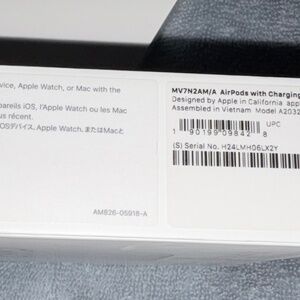 vice, Apple Watch, or Mac with the
pareils iOS, l'Apple Watch ou les Mac
us récent.
iOSデバイス、Apple Watch、またはMacと
AM826-05918-A
MV7N2AM/A AirPods with Charging
Designed by Apple in California appl
Assembled in Vietnam Model A2032
UPC
1 90199 09842 8
(S) Serial No. H24LMH06LX2Y